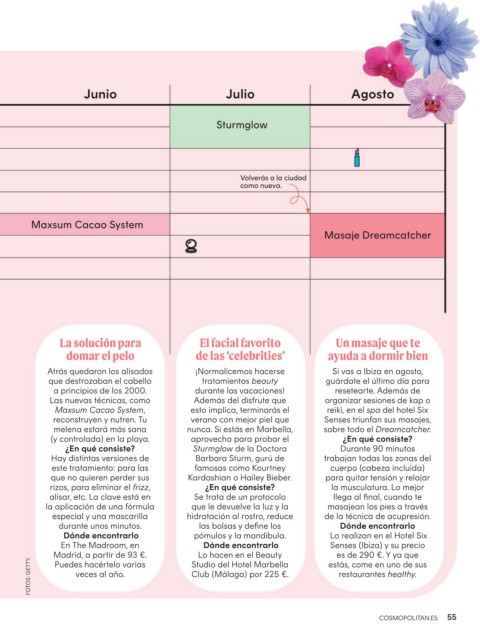 Junio
Julio
Agosto
Sturmglow
Volverás a la ciudad
como nueva.
Maxsum Cacao System
Masaje Dreamcatcher
La solución para
domar el pelo
Atrás quedaron los alisados
que destrozaban el cabello
a principios de los 2000.
Las nuevas técnicas, como
Maxsum Cacao System,
reconstruyen y nutren. Tu
melena estará más sana
(y controlada) en la playa.
¿En qué consiste?
Hay distintas versiones de
este tratamiento: para las
que no quieren perder sus
rizos, para eliminar el frizz,
alisar, etc. La clave está en
la aplicación de una fórmula
especial y una mascarilla
durante unos minutos.
Dónde encontrarlo
En The Madroom, en
Madrid, a partir de 93 €.
Puedes hacértelo varias
veces al año.
El facial favorito
de las ‘celebrities’
¡Normalicemos hacerse
tratamientos beauty
durante las vacaciones!
Además del disfrute que
esto implica, terminarás el
verano con mejor piel que
nunca. Si estás en Marbella,
aprovecha para probar el
Sturmglow de la Doctora
Barbara Sturm, gurú de
famosas como Kourtney
Kardashian o Hailey Bieber.
¿En qué consiste?
Se trata de un protocolo
que le devuelve la luz y la
hidratación al rostro, reduce
las bolsas y define los
pómulos y la mandíbula.
Dónde encontrarlo
Lo hacen en el Beauty
Studio del Hotel Marbella
Club (Málaga) por 225 €.
Un masaje que te
ayuda a dormir bien
Si vas a Ibiza en agosto,
guárdate el último día para
resetearte. Además de
organizar sesiones de kap o
reiki, en el spa del hotel Six
Senses triunfan sus masajes,
sobre todo el Dreamcatcher.
¿En qué consiste?
Durante 90 minutos
trabajan todas las zonas del
cuerpo (cabeza incluida)
para quitar tensión y relajar
la musculatura. Lo mejor
llega al final, cuando te
masajean los pies a través
de la técnica de acupresión.
Dónde encontrarlo
Lo realizan en el Hotel Six
Senses (Ibiza) y su precio
es de 290 €. Y ya que
estás, come en uno de sus
restaurantes healthy.
FOTOS: GETTY.
COSMOPOLITAN.ES 55